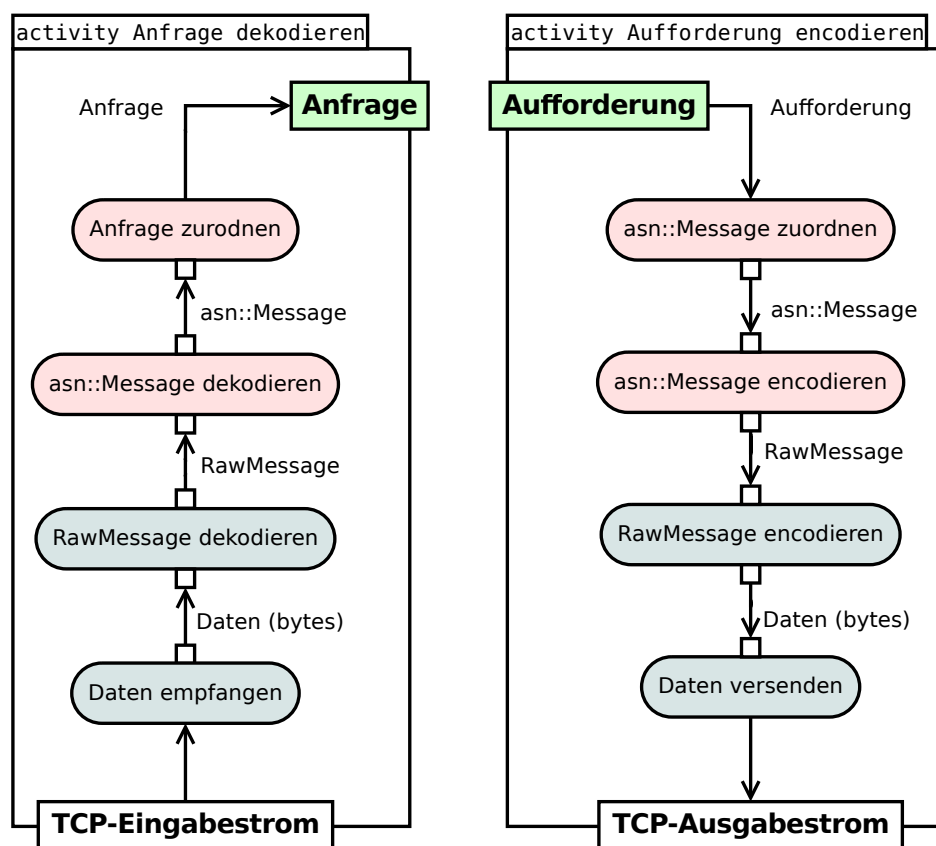 activity Anfrage dekodieren
Anfrage
Anfrage
Anfrage zurodnen
asn::Message
asn::Message dekodieren
RawMessage
RawMessage dekodieren
Daten (bytes)
Daten empfangen
TCP-Eingabestrom
activity Aufforderung encodieren
Aufforderung
Aufforderung
asn::Message zuordnen
asn::Message
asn::Message encodieren
RawMessage
RawMessage encodieren
Daten (bytes)
Daten versenden
TCP-Ausgabestrom